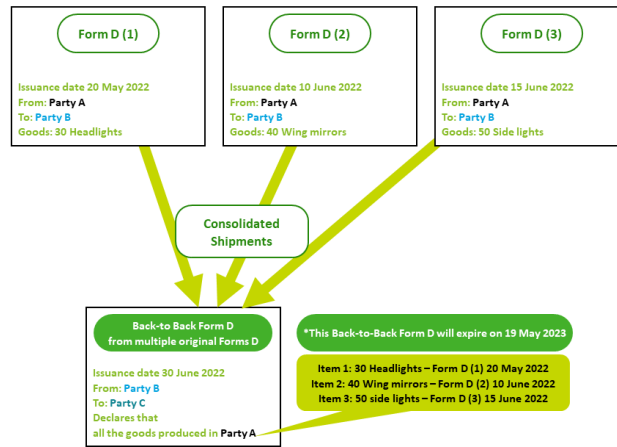 Form D (1)
Issuance date 20 May 2022
From: Party A
To: Party B
Goods: 30 Headlights
Form D (2)
Issuance date 10 June 2022
From: Party A
To: Party B
Goods: 40 Wing mirrors
Form D (3)
Issuance date 15 June 2022
From: Party A
To: Party B
Goods: 50 Side lights
Consolidated
Shipments
Back-to Back Form D
from multiple original Forms D
Issuance date 30 June 2022
From: Party B
To: Party C
Declares that
all the goods produced in Party A
*This Back-to-Back Form D will expire on 19 May 2023
Item 1: 30 Headlights – Form D (1) 20 May 2022
Item 2: 40 Wing mirrors – Form D (2) 10 June 2022
Item 3: 50 side lights – Form D (3) 15 June 2022